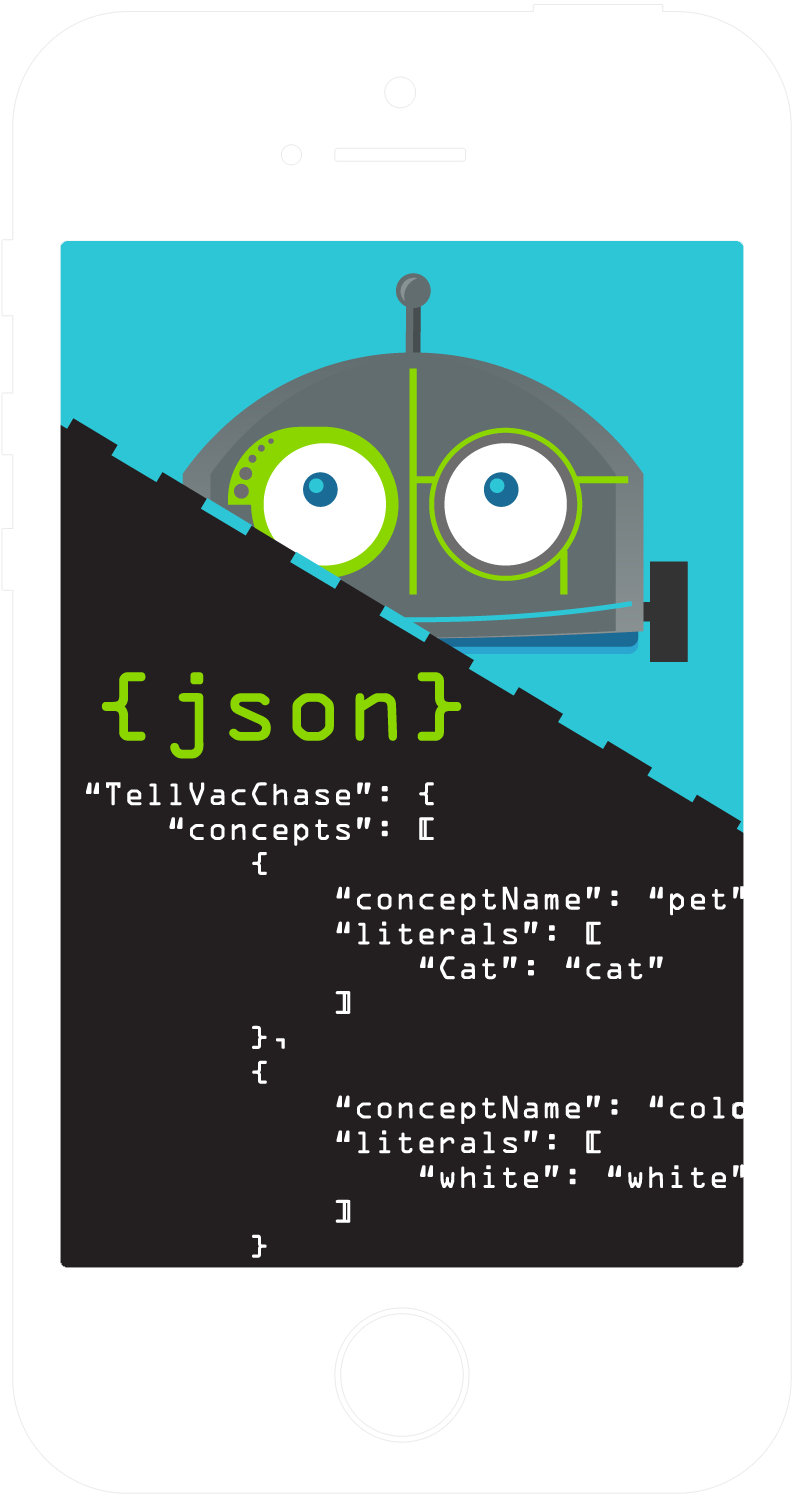 {json}
“TellVacChase”: {
“concepts”: [
{
“conceptName”: “pet”
“literals”: [
“Cat”: “cat”
]
},
{
“conceptName”: “colo
“literals”: [
“white”: “white”
]
}